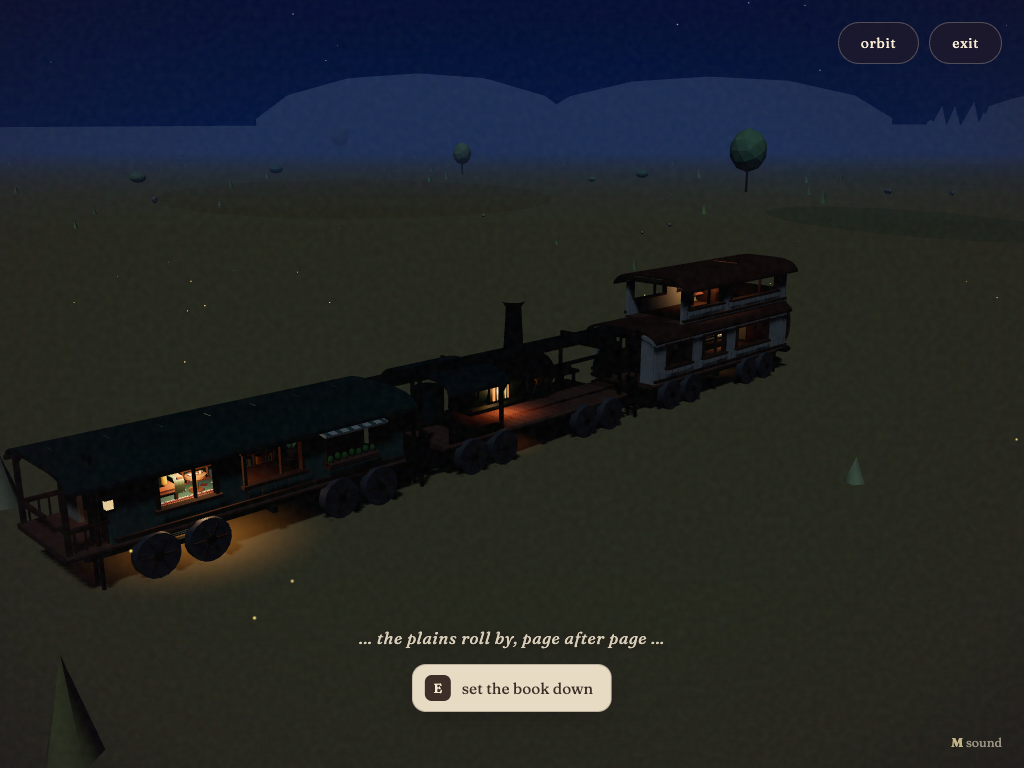 orbit
exit
... the plains roll by, page after page ...
E set the book down
M sound